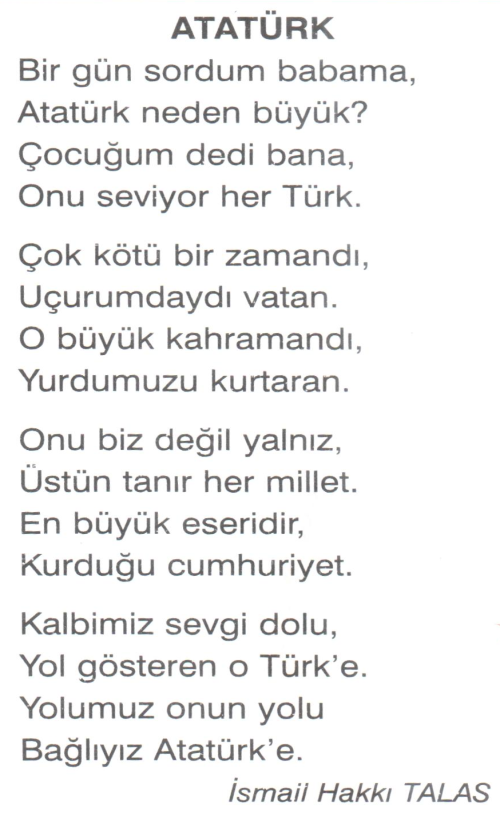 ATATÜRK
Bir gün sordum babama,
Atatürk neden büyük?
Çocuğum dedi bana,
Onu seviyor her Türk.
Çok kötü bir zamandı,
Uçurumdaydı vatan.
O büyük kahramandı,
Yurdumuzu kurtaran.
Onu biz değil yalnız,
Üstün tanır her millet.
En büyük eseridir,
Kurduğu cumhuriyet.
Kalbimiz sevgi dolu,
Yol gösteren o Türk'e.
Yolumuz onun yolu
Bağlıyız Atatürk'e.
İsmail Hakkı TALAS